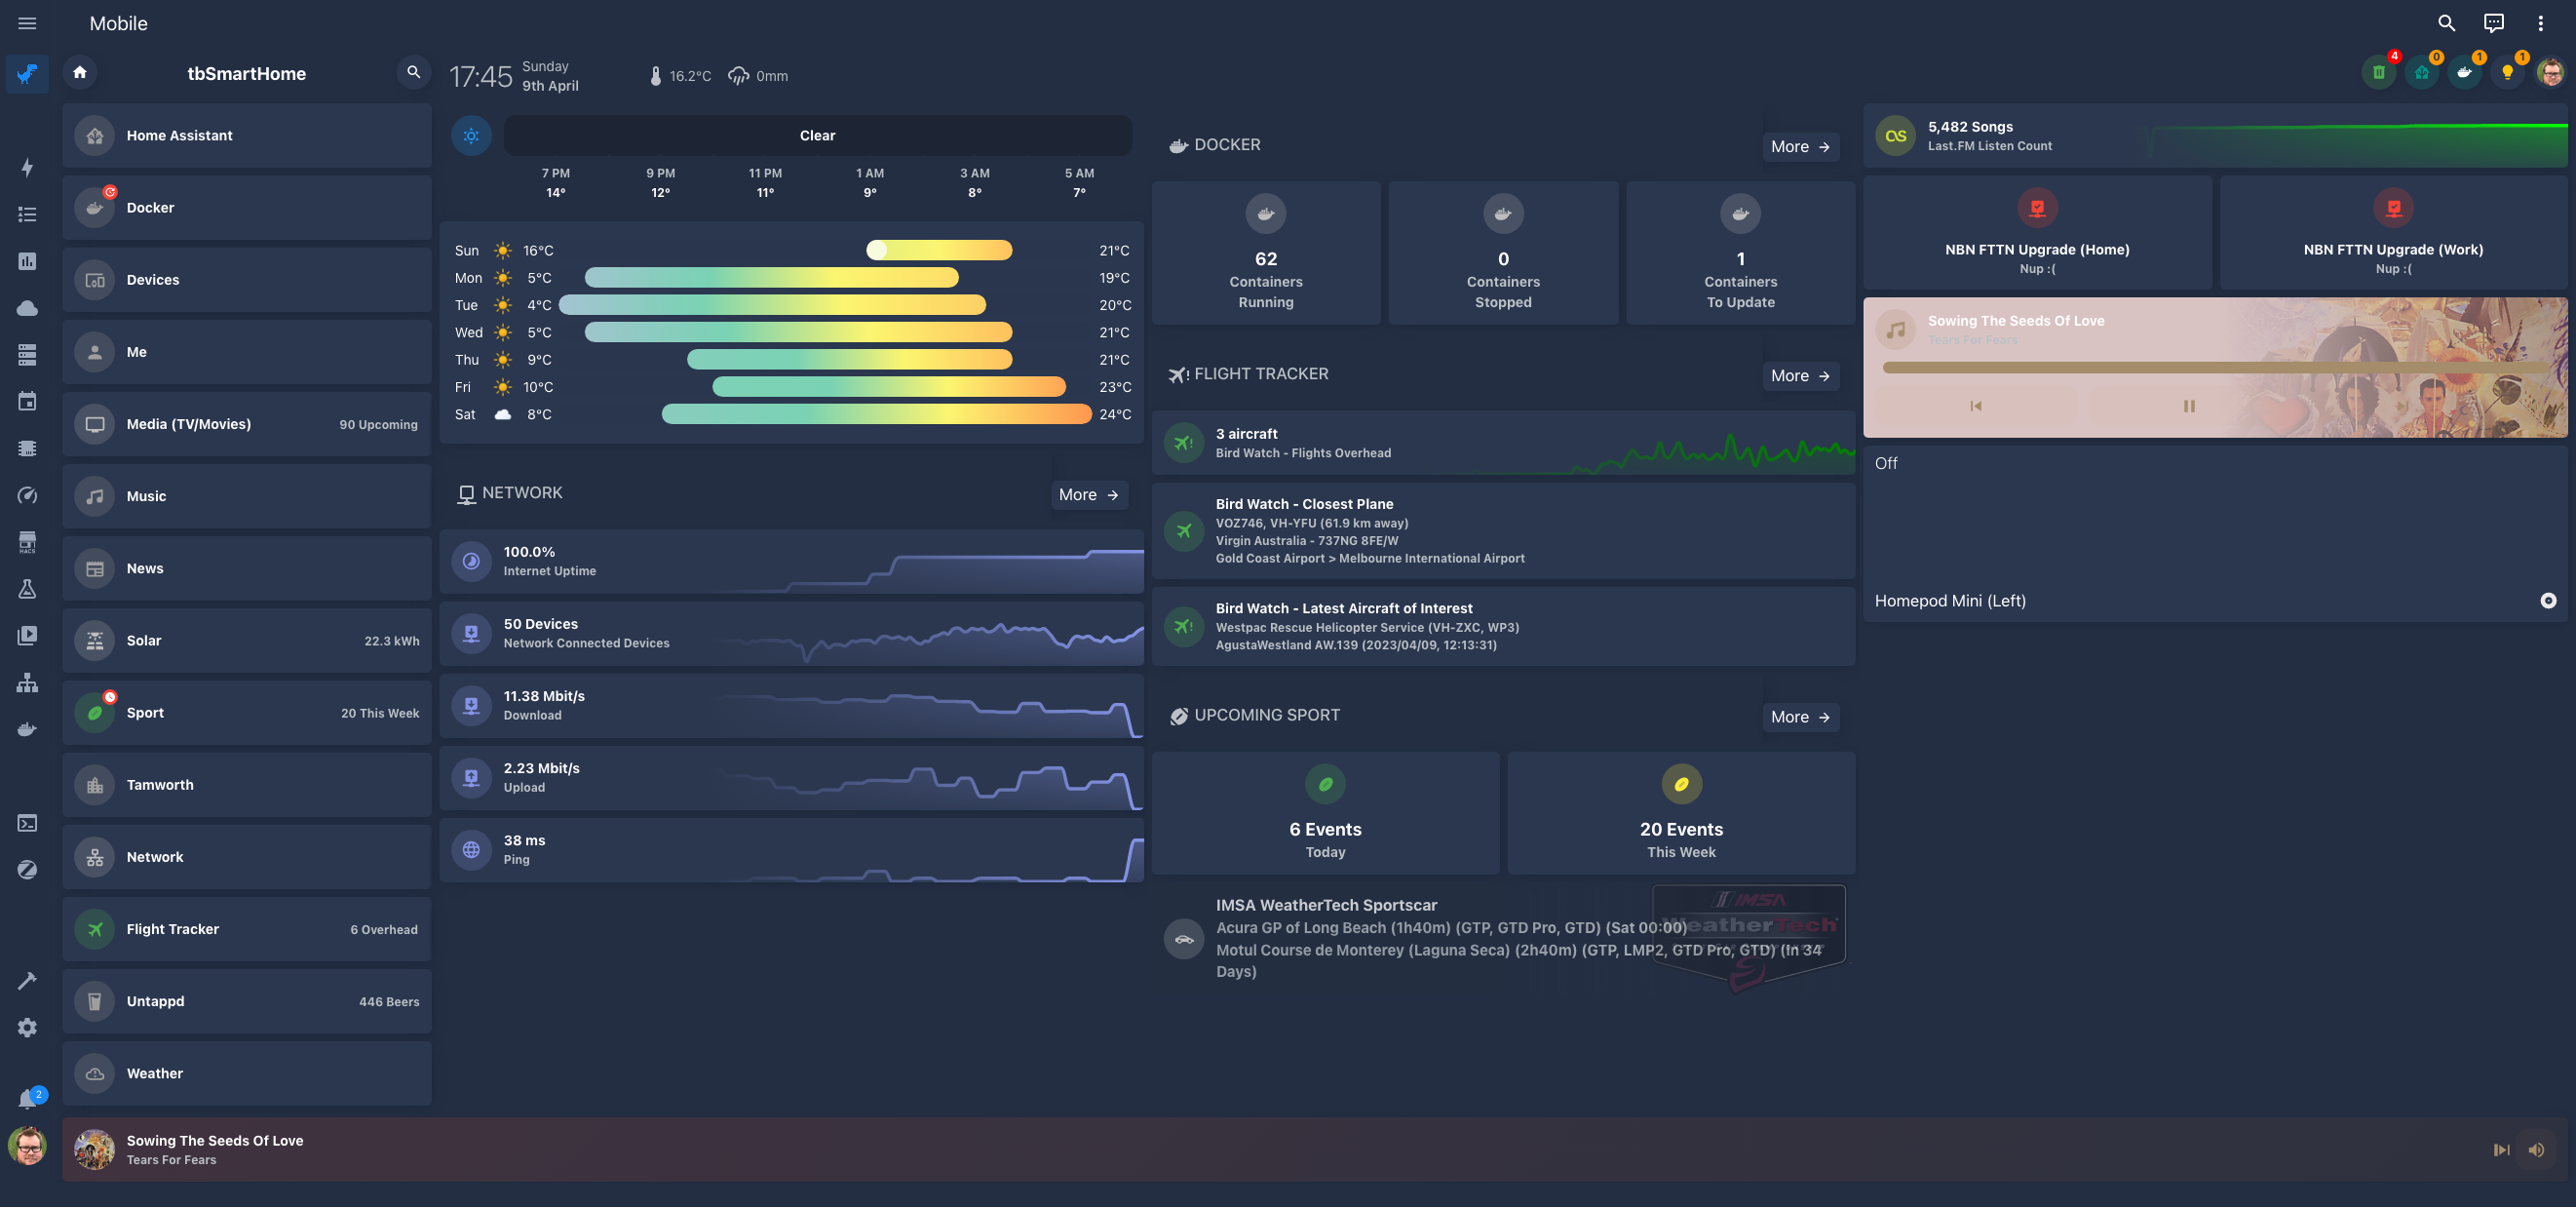 Mobile
tbSmartHome
17:45
Sunday
9th April
16.2°C
0mm
4
0
1
1
Home Assistant
Docker
Devices
Me
Media (TV/Movies) 90 Upcoming
Music
News
Solar 22.3 kWh
Sport 20 This Week
Tamworth
Network
Flight Tracker 6 Overhead
Untappd 446 Beers
Weather
HACS
2
Clear
7 PM 9 PM 11 PM 1 AM 3 AM 5 AM
14° 12° 11° 9° 8° 7°
Sun 16°C 21°C
Mon 5°C 19°C
Tue 4°C 20°C
Wed 5°C 21°C
Thu 9°C 21°C
Fri 10°C 23°C
Sat 8°C 24°C
NETWORK More
100.0%
Internet Uptime
50 Devices
Network Connected Devices
11.38 Mbit/s
Download
2.23 Mbit/s
Upload
38 ms
Ping
DOCKER More
62
Containers
Running
0
Containers
Stopped
1
Containers
To Update
FLIGHT TRACKER More
3 aircraft
Bird Watch - Flights Overhead
Bird Watch - Closest Plane
VOZ746, VH-YFU (61.9 km away)
Virgin Australia - 737NG 8FE/W
Gold Coast Airport > Melbourne International Airport
Bird Watch - Latest Aircraft of Interest
Westpac Rescue Helicopter Service (VH-ZXC, WP3)
AgustaWestland AW.139 (2023/04/09, 12:13:31)
UPCOMING SPORT More
6 Events
Today
20 Events
This Week
IMSA WeatherTech Sportscar
Acura GP of Long Beach (1h40m) (GTP, GTD Pro, GTD) (Sat 00:00)
Motul Course de Monterey (Laguna Seca) (2h40m) (GTP, LMP2, GTD Pro, GTD) (In 34
Days)
IMSA
WeatherTech
5,482 Songs
Last.FM Listen Count
NBN FTTN Upgrade (Home)
Nup :(
NBN FTTN Upgrade (Work)
Nup :(
Sowing The Seeds Of Love
Tears For Fears
Off
Homepod Mini (Left)
Sowing The Seeds Of Love
Tears For Fears